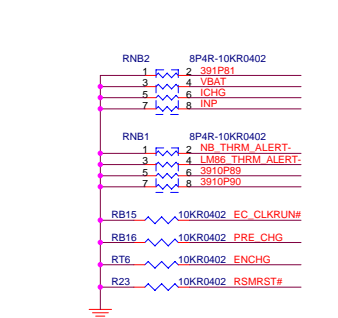 RNB2 8P4R-10KR0402
1 2 391P81
3 4 VBAT
5 6 ICHG
7 8 INP
RNB1 8P4R-10KR0402
1 2 NB_THRM_ALERT-
3 4 LM86_THRM_ALERT-
5 6 3910P89
7 8 3910P90
RB15 10KR0402 EC_CLKRUN#
RB16 10KR0402 PRE_CHG
RT6 10KR0402 ENCHG
R23 10KR0402 RSMRST#